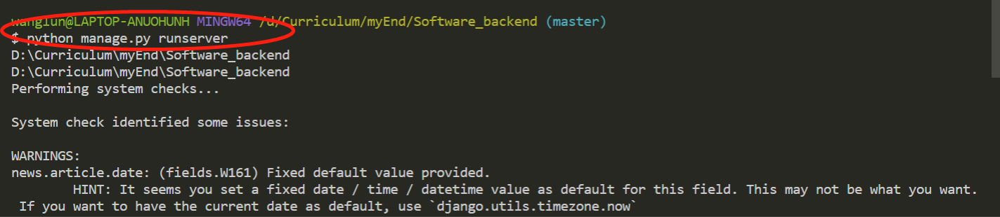 wanglun@LAPTOP-ANUOHUNH MINGW64 /d/Curriculum/myEnd/Software_backend (master)
$ python manage.py runserver
D:\Curriculum\myEnd\Software_backend
D:\Curriculum\myEnd\Software_backend
Performing system checks...
System check identified some issues:
WARNINGS:
news.article.date: (fields.W161) Fixed default value provided.
HINT: It seems you set a fixed date / time / datetime value as default for this field. This may not be what you want.
If you want to have the current date as default, use `django.utils.timezone.now`